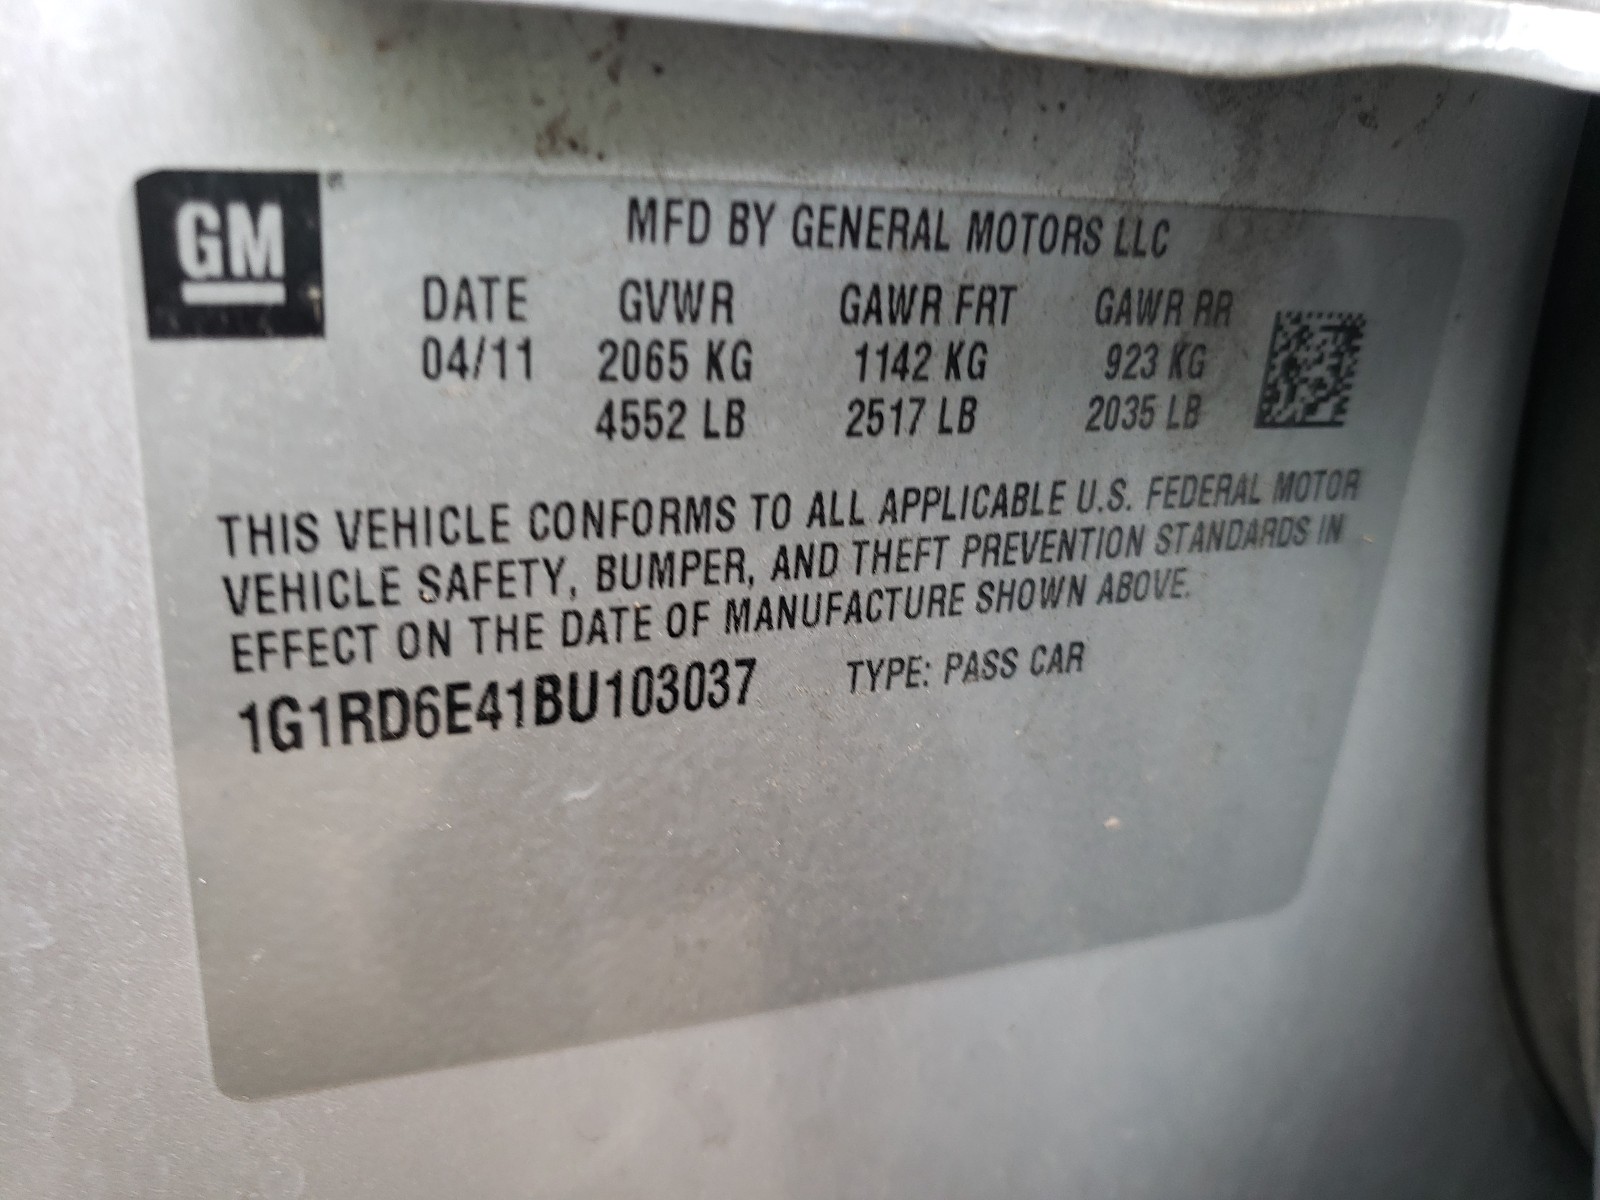 GM
MFD BY GENERAL MOTORS LLC
DATE GVWR GAWR FRT GAWR RR
04/11 2065 KG 1142 KG 923 KG
4552 LB 2517 LB 2035 LB
THIS VEHICLE CONFORMS TO ALL APPLICABLE U.S. FEDERAL MOTOR
VEHICLE SAFETY, BUMPER, AND THEFT PREVENTION STANDARDS IN
EFFECT ON THE DATE OF MANUFACTURE SHOWN ABOVE.
1G1RD6E41BU103037 TYPE: PASS CAR